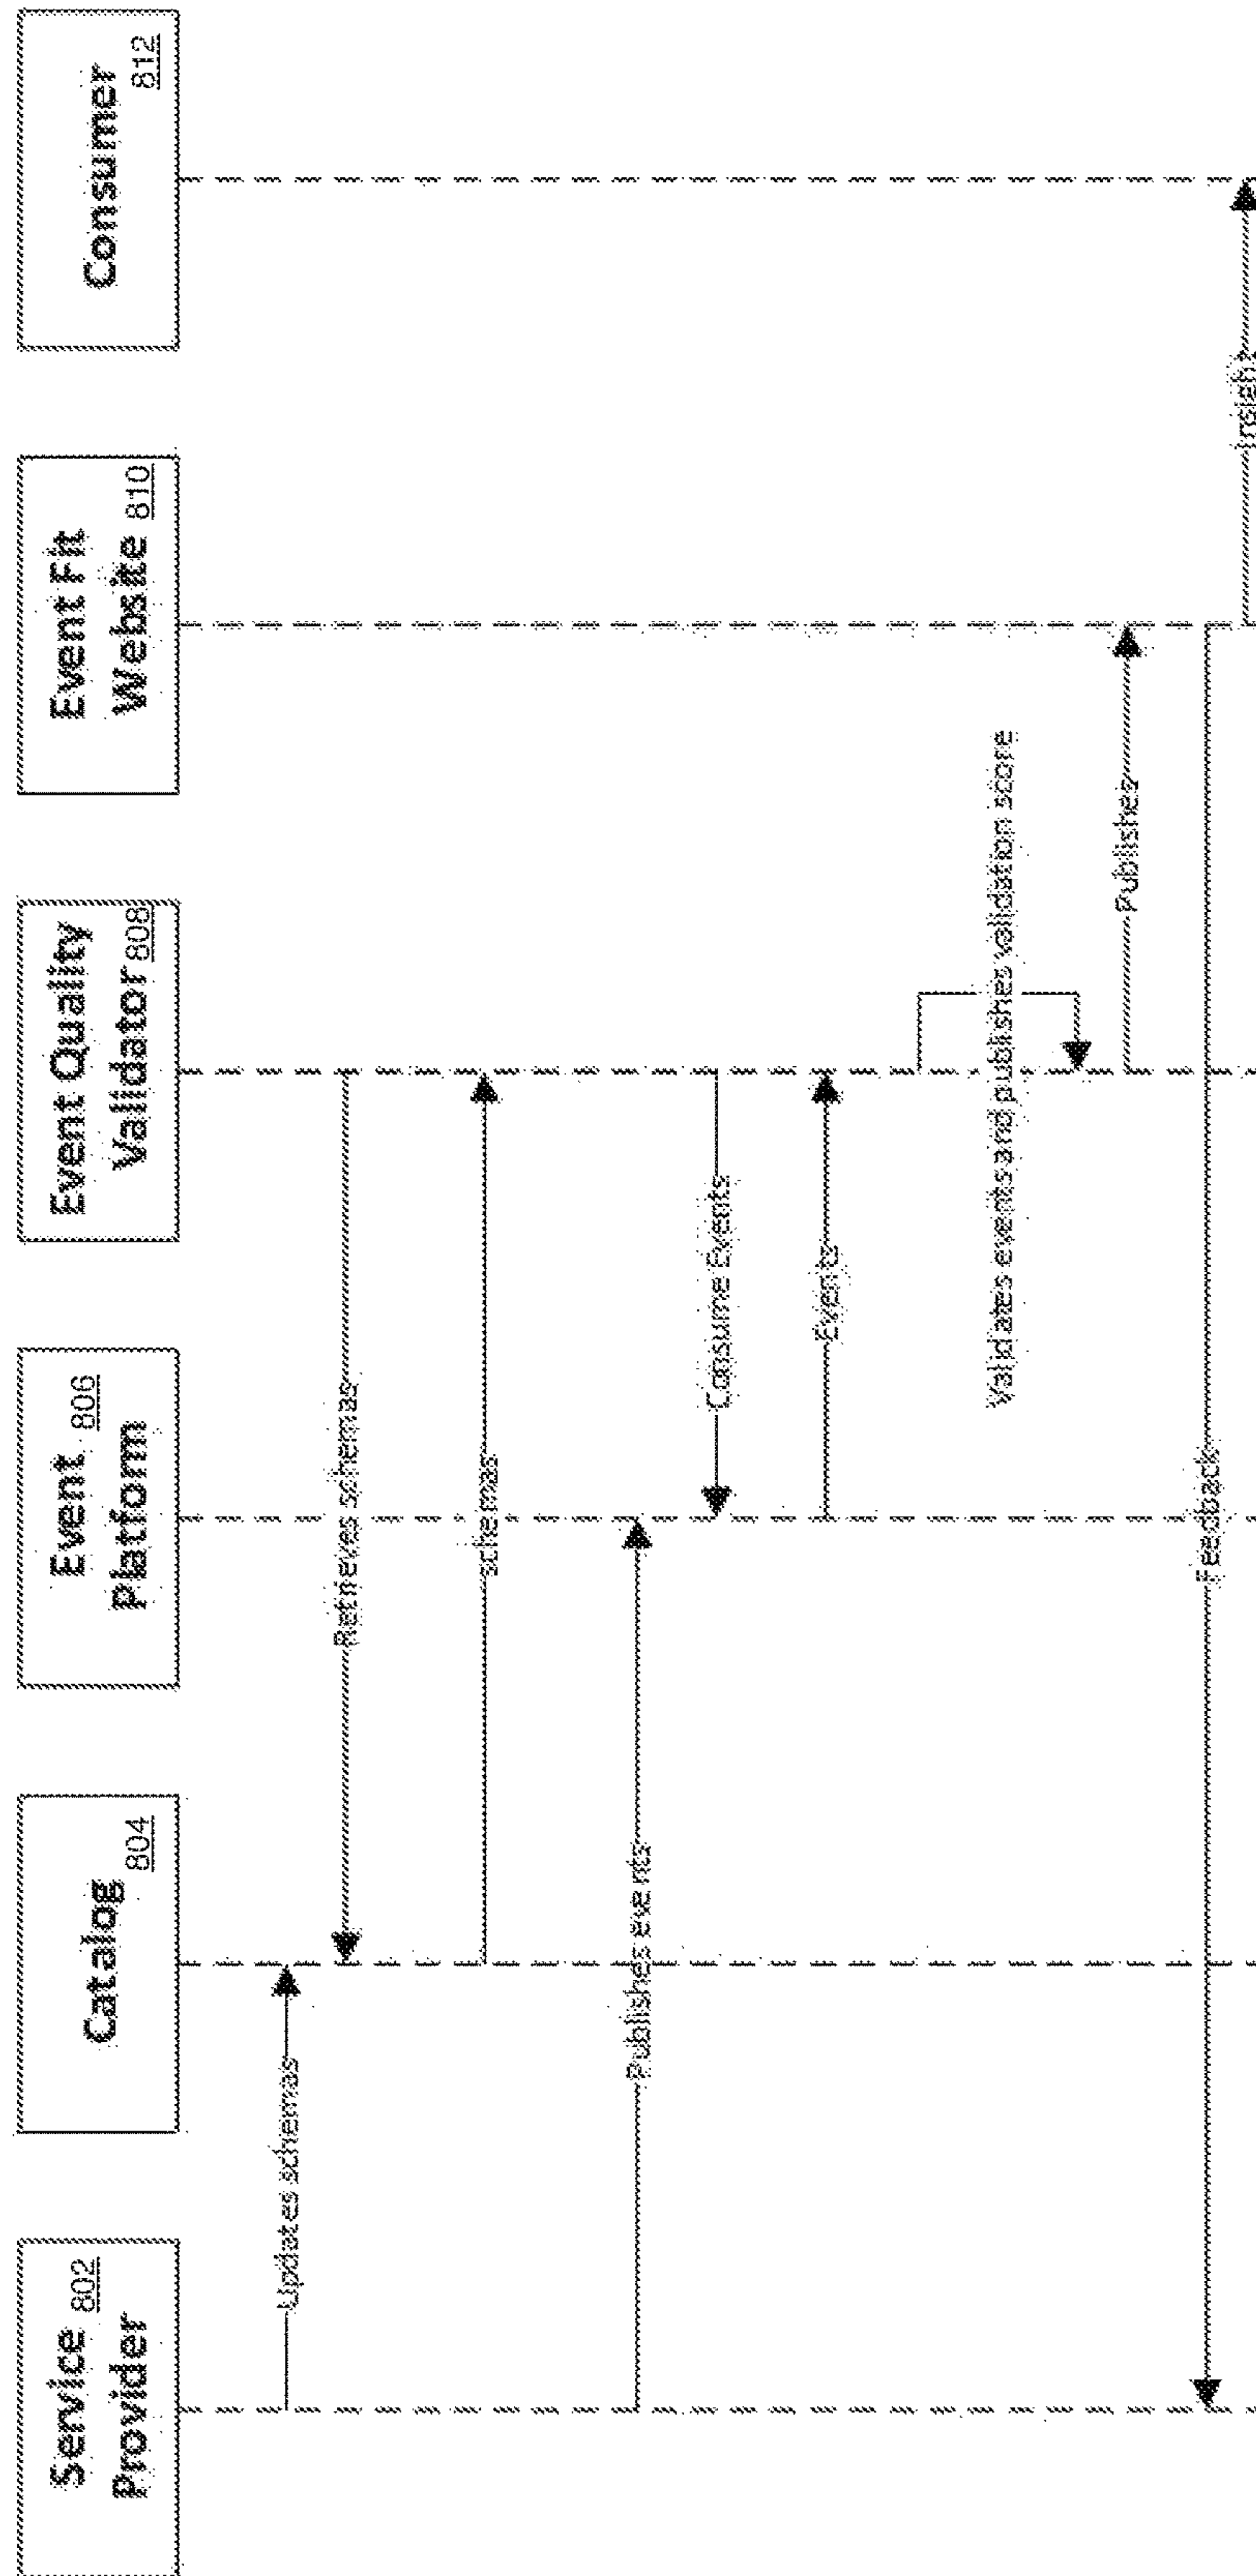 Service
Provider 802
Catalog
804
Event 806
Platform
Event Quality
Validator 808
Event Fit
Website 810
Consumer
812
Updates schemas
Retrieves schemas
schemas
Publishes events
Consume Events
Events
Validates events and publishes validation score
Publishes
Feedback
Insight